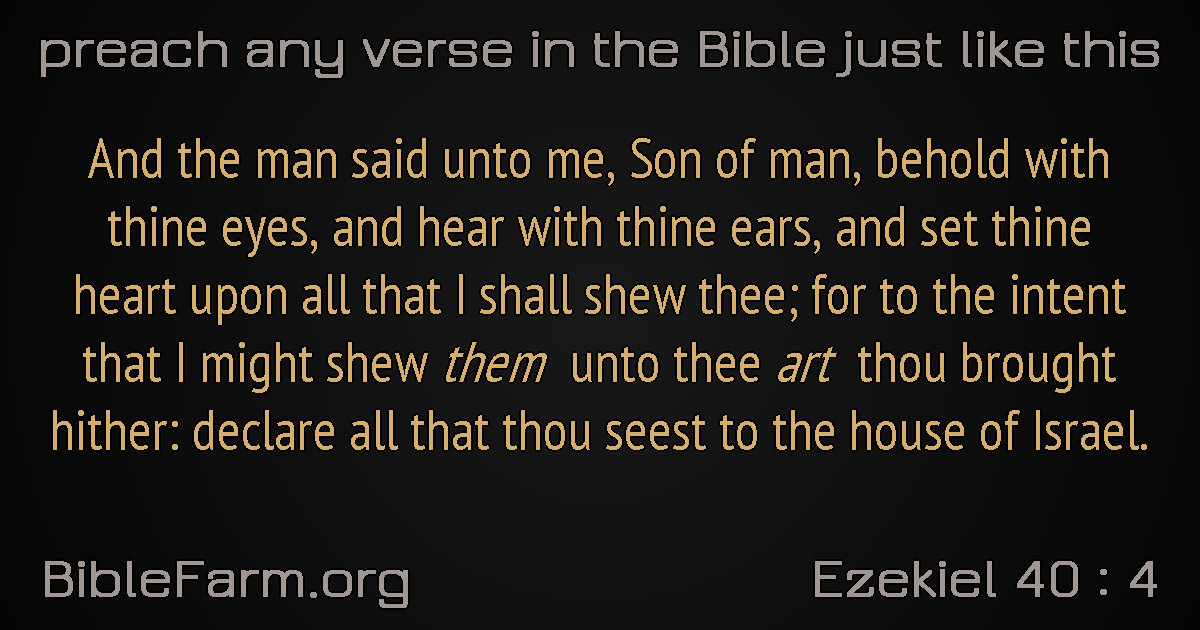 preach any verse in the Bible just like this
And the man said unto me, Son of man, behold with
thine eyes, and hear with thine ears, and set thine
heart upon all that I shall shew thee; for to the intent
that I might shew them unto thee art thou brought
hither: declare all that thou seest to the house of Israel.
BibleFarm.org
Ezekiel 40 : 4